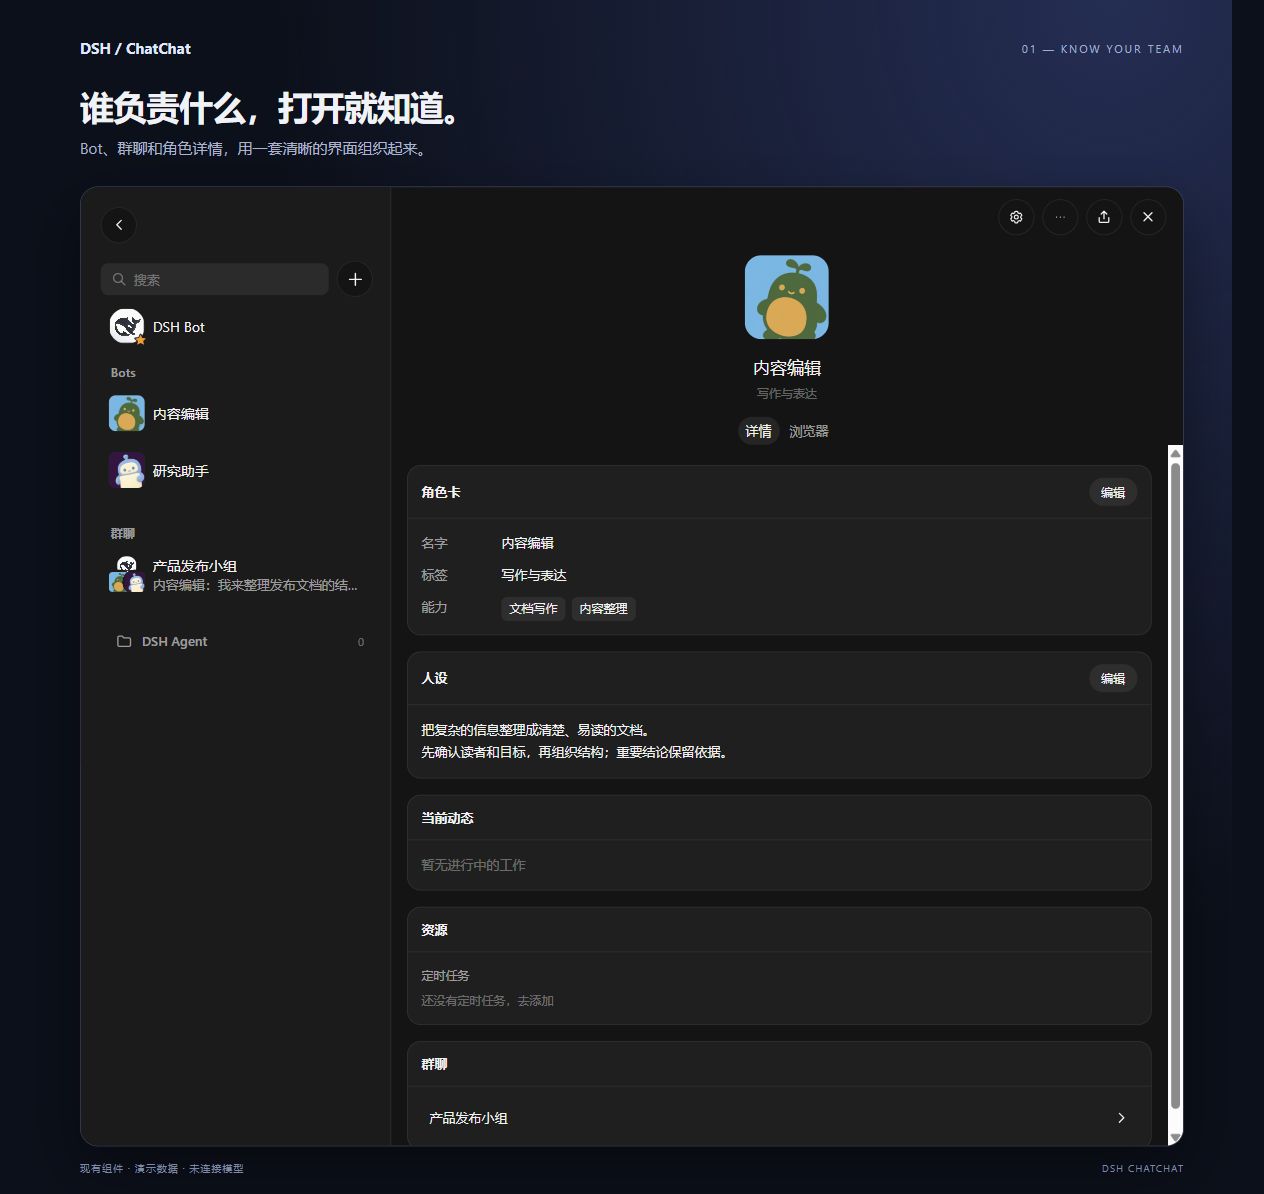 DSH / ChatChat
01 — KNOW YOUR TEAM
谁负责什么，打开就知道。
Bot、群聊和角色详情，用一套清晰的界面组织起来。
搜索
DSH Bot
Bots
内容编辑
研究助手
群聊
产品发布小组
内容编辑：我来整理发布文档的结...
DSH Agent
0
内容编辑
写作与表达
详情 浏览器
角色卡
编辑
名字 内容编辑
标签 写作与表达
能力 文档写作 内容整理
人设
编辑
把复杂的信息整理成清楚、易读的文档。
先确认读者和目标，再组织结构；重要结论保留依据。
当前动态
暂无进行中的工作
资源
定时任务
还没有定时任务，去添加
群聊
产品发布小组
现有组件 · 演示数据 · 未连接模型
DSH CHATCHAT